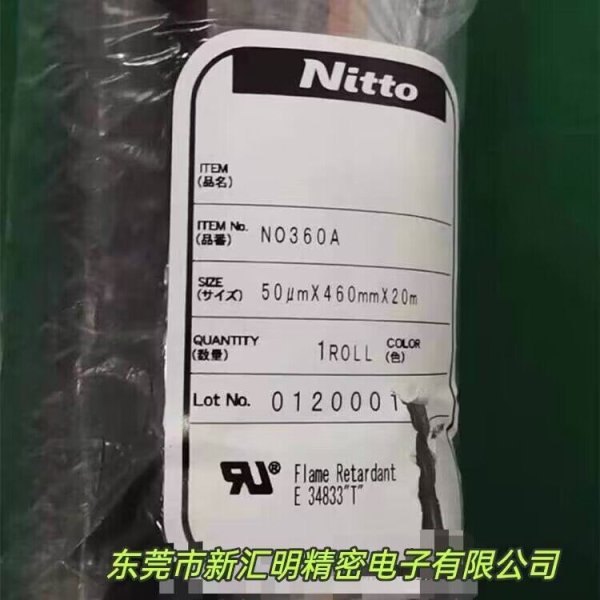 Nitto
ITEM
(品名)
ITEM No.
(品番) NO360A
SIZE
(サイズ) 50μmX460mmX20m
QUANTITY
(数量) 1ROLL COLOR
(色)
Lot No. 0120001
RU® Flame Retardant
E 34833"T"
东莞市新汇明精密电子有限公司